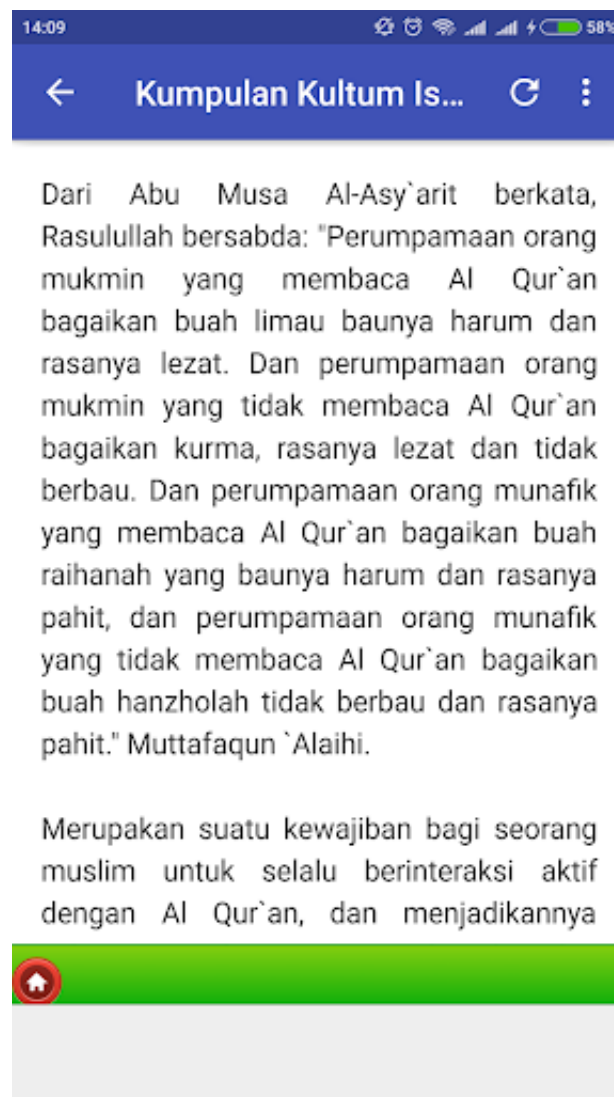 14:09
58%
Kumpulan Kultum Is...
Dari Abu Musa Al-Asy`arit berkata,
Rasulullah bersabda: "Perumpamaan orang
mukmin yang membaca Al Qur`an
bagaikan buah limau baunya harum dan
rasanya lezat. Dan perumpamaan orang
mukmin yang tidak membaca Al Qur`an
bagaikan kurma, rasanya lezat dan tidak
berbau. Dan perumpamaan orang munafik
yang membaca Al Qur`an bagaikan buah
raihanah yang baunya harum dan rasanya
pahit, dan perumpamaan orang munafik
yang tidak membaca Al Qur`an bagaikan
buah hanzholah tidak berbau dan rasanya
pahit." Muttafaqun `Alaihi.
Merupakan suatu kewajiban bagi seorang
muslim untuk selalu berinteraksi aktif
dengan Al Qur`an, dan menjadikannya